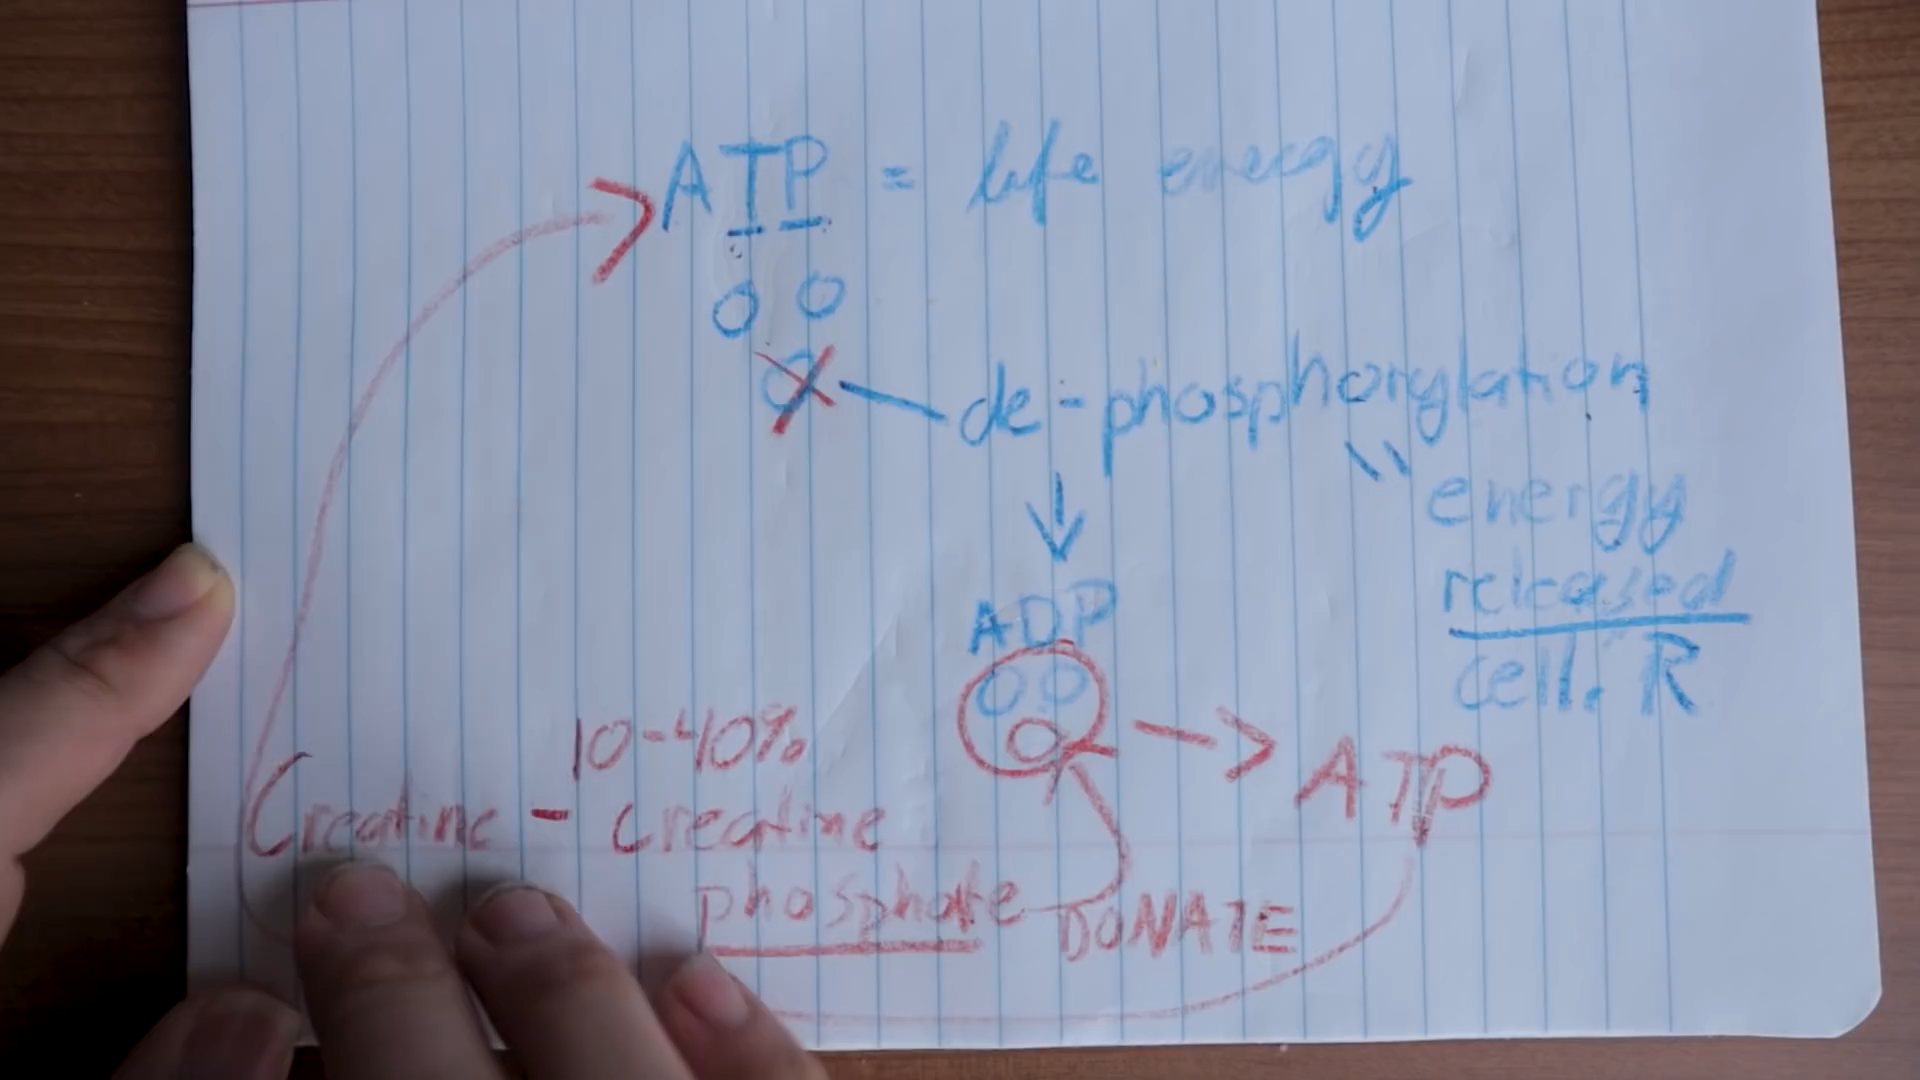 ATP = life energy
de-phosphorylation
energy
released
cell. R
ADP
10-40%
Creatine - creatine
phosphate DONATE
ATP